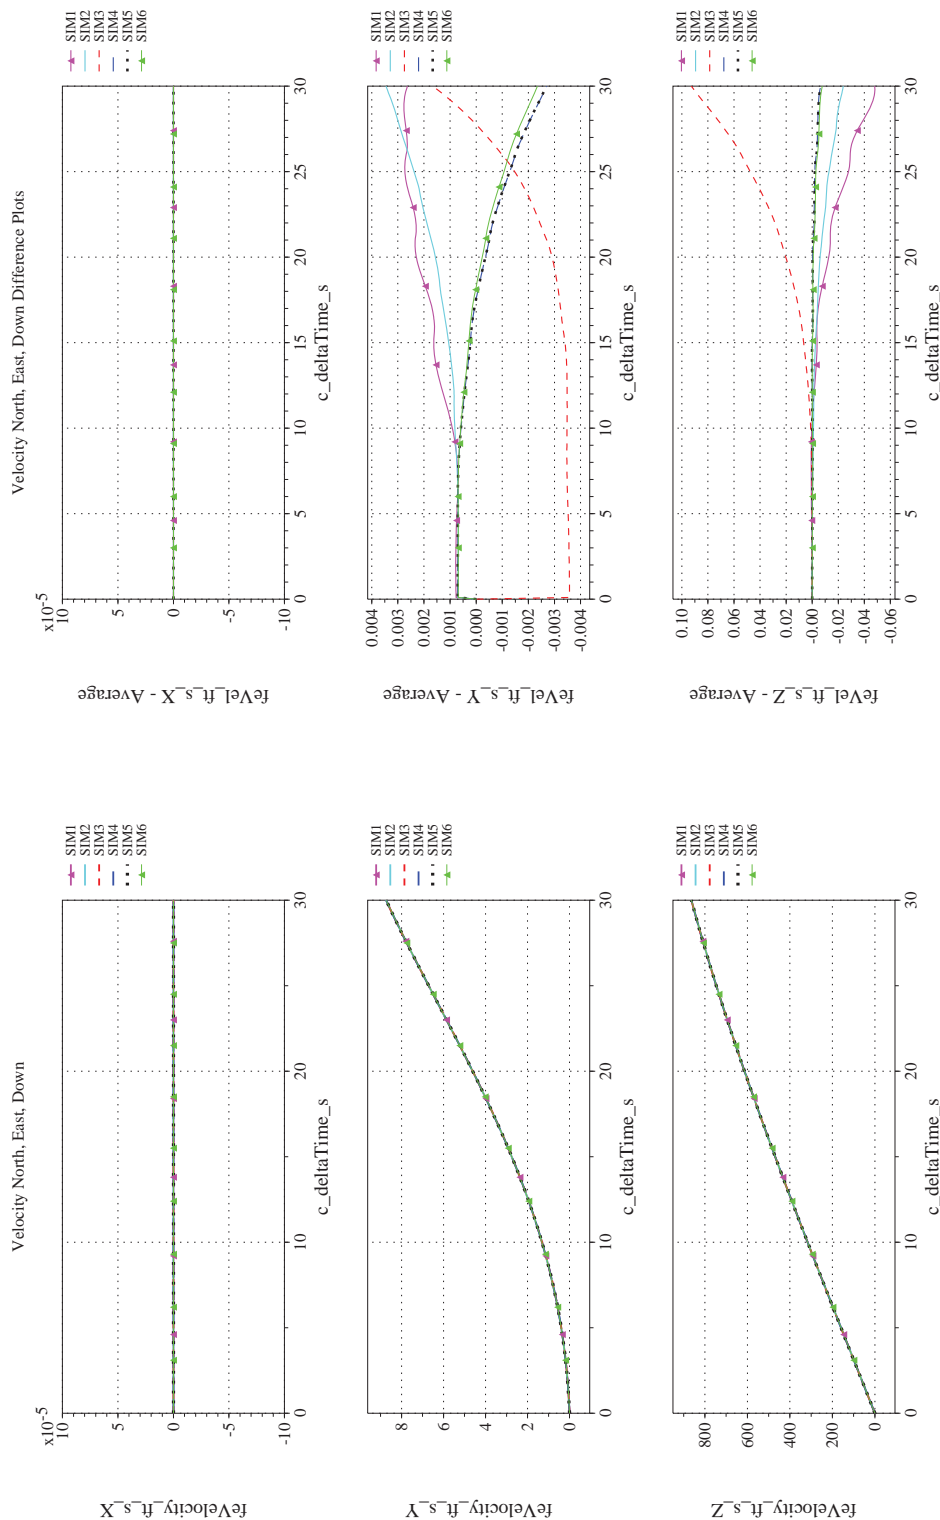 Velocity North, East, Down
x10^-5
10
5
0
-5
-10
0
10
20
30
feVelocity_ft_s_X
c_deltaTime_s
SIM1
SIM2
SIM3
SIM4
SIM5
SIM6
8
6
4
2
0
0
10
20
30
feVelocity_ft_s_Y
c_deltaTime_s
SIM1
SIM2
SIM3
SIM4
SIM5
SIM6
800
600
400
200
0
0
10
20
30
feVelocity_ft_s_Z
c_deltaTime_s
SIM1
SIM2
SIM3
SIM4
SIM5
SIM6
Velocity North, East, Down Difference Plots
x10^-5
10
5
0
-5
-10
0
5
10
15
20
25
30
feVel_ft_s_X - Average
c_deltaTime_s
SIM1
SIM2
SIM3
SIM4
SIM5
SIM6
0.004
0.003
0.002
0.001
0.000
-0.001
-0.002
-0.003
-0.004
0
5
10
15
20
25
30
feVel_ft_s_Y - Average
c_deltaTime_s
SIM1
SIM2
SIM3
SIM4
SIM5
SIM6
0.10
0.08
0.06
0.04
0.02
-0.00
-0.02
-0.04
-0.06
0
5
10
15
20
25
30
feVel_ft_s_Z - Average
c_deltaTime_s
SIM1
SIM2
SIM3
SIM4
SIM5
SIM6